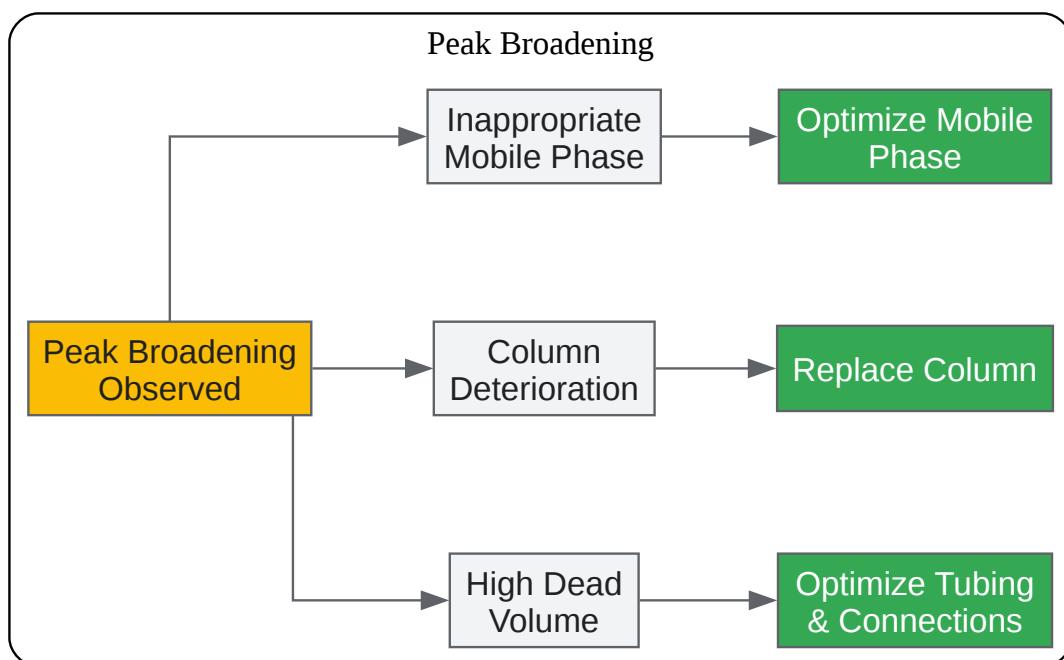 Peak Broadening
Inappropriate
Mobile Phase
Optimize Mobile
Phase
Peak Broadening
Observed
Column
Deterioration
Replace Column
High Dead
Volume
Optimize Tubing
& Connections